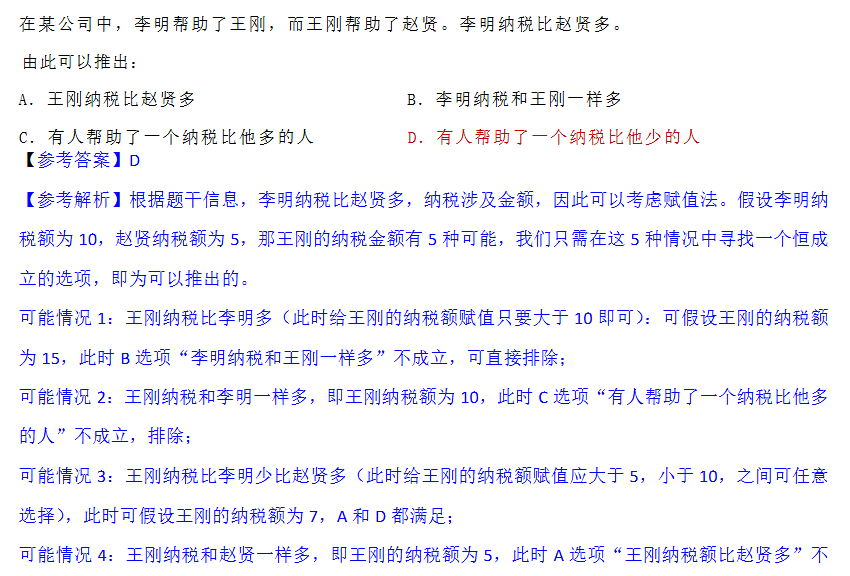 在某公司中，李明帮助了王刚，而王刚帮助了赵贤。李明纳税比赵贤多。
由此可以推出：
A. 王刚纳税比赵贤多 B. 李明纳税和王刚一样多
C. 有人帮助了一个纳税比他多的人 D. 有人帮助了一个纳税比他少的人
【参考答案】D
【参考解析】根据题干信息，李明纳税比赵贤多，纳税涉及金额，因此可以考虑赋值法。假设李明纳
税额为 10，赵贤纳税额为 5，那王刚的纳税金额有 5 种可能，我们只需在这 5 种情况中寻找一个恒成
立的选项，即为可以推出的。
可能情况 1：王刚纳税比李明多（此时给王刚的纳税额赋值只要大于 10 即可）：可假设王刚的纳税额
为 15，此时 B 选项“李明纳税和王刚一样多”不成立，可直接排除；
可能情况 2：王刚纳税和李明一样多，即王刚纳税额为 10，此时 C 选项“有人帮助了一个纳税比他多
的人”不成立，排除；
可能情况 3：王刚纳税比李明少比赵贤多（此时给王刚的纳税额赋值应大于 5，小于 10，之间可任意
选择），此时可假设王刚的纳税额为 7，A 和 D 都满足；
可能情况 4：王刚纳税和赵贤一样多，即王刚的纳税额为 5，此时 A 选项“王刚纳税额比赵贤多”不